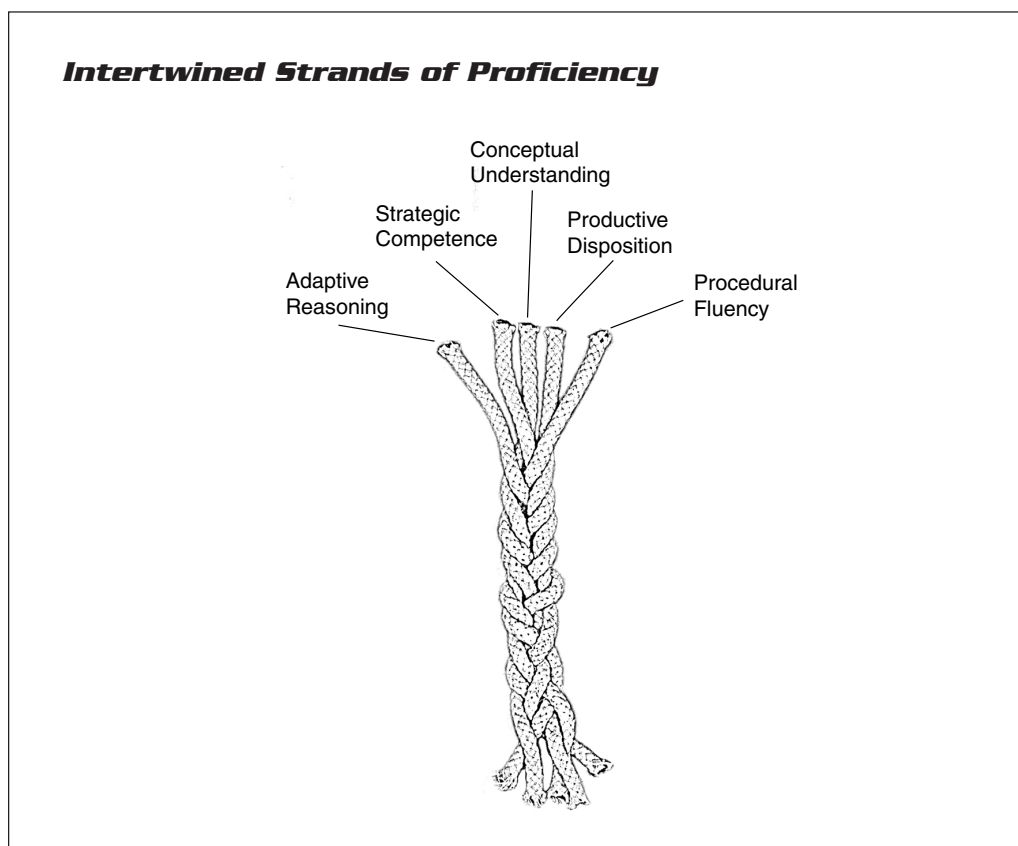 Intertwined Strands of Proficiency
Conceptual
Understanding
Strategic
Competence
Productive
Disposition
Adaptive
Reasoning
Procedural
Fluency